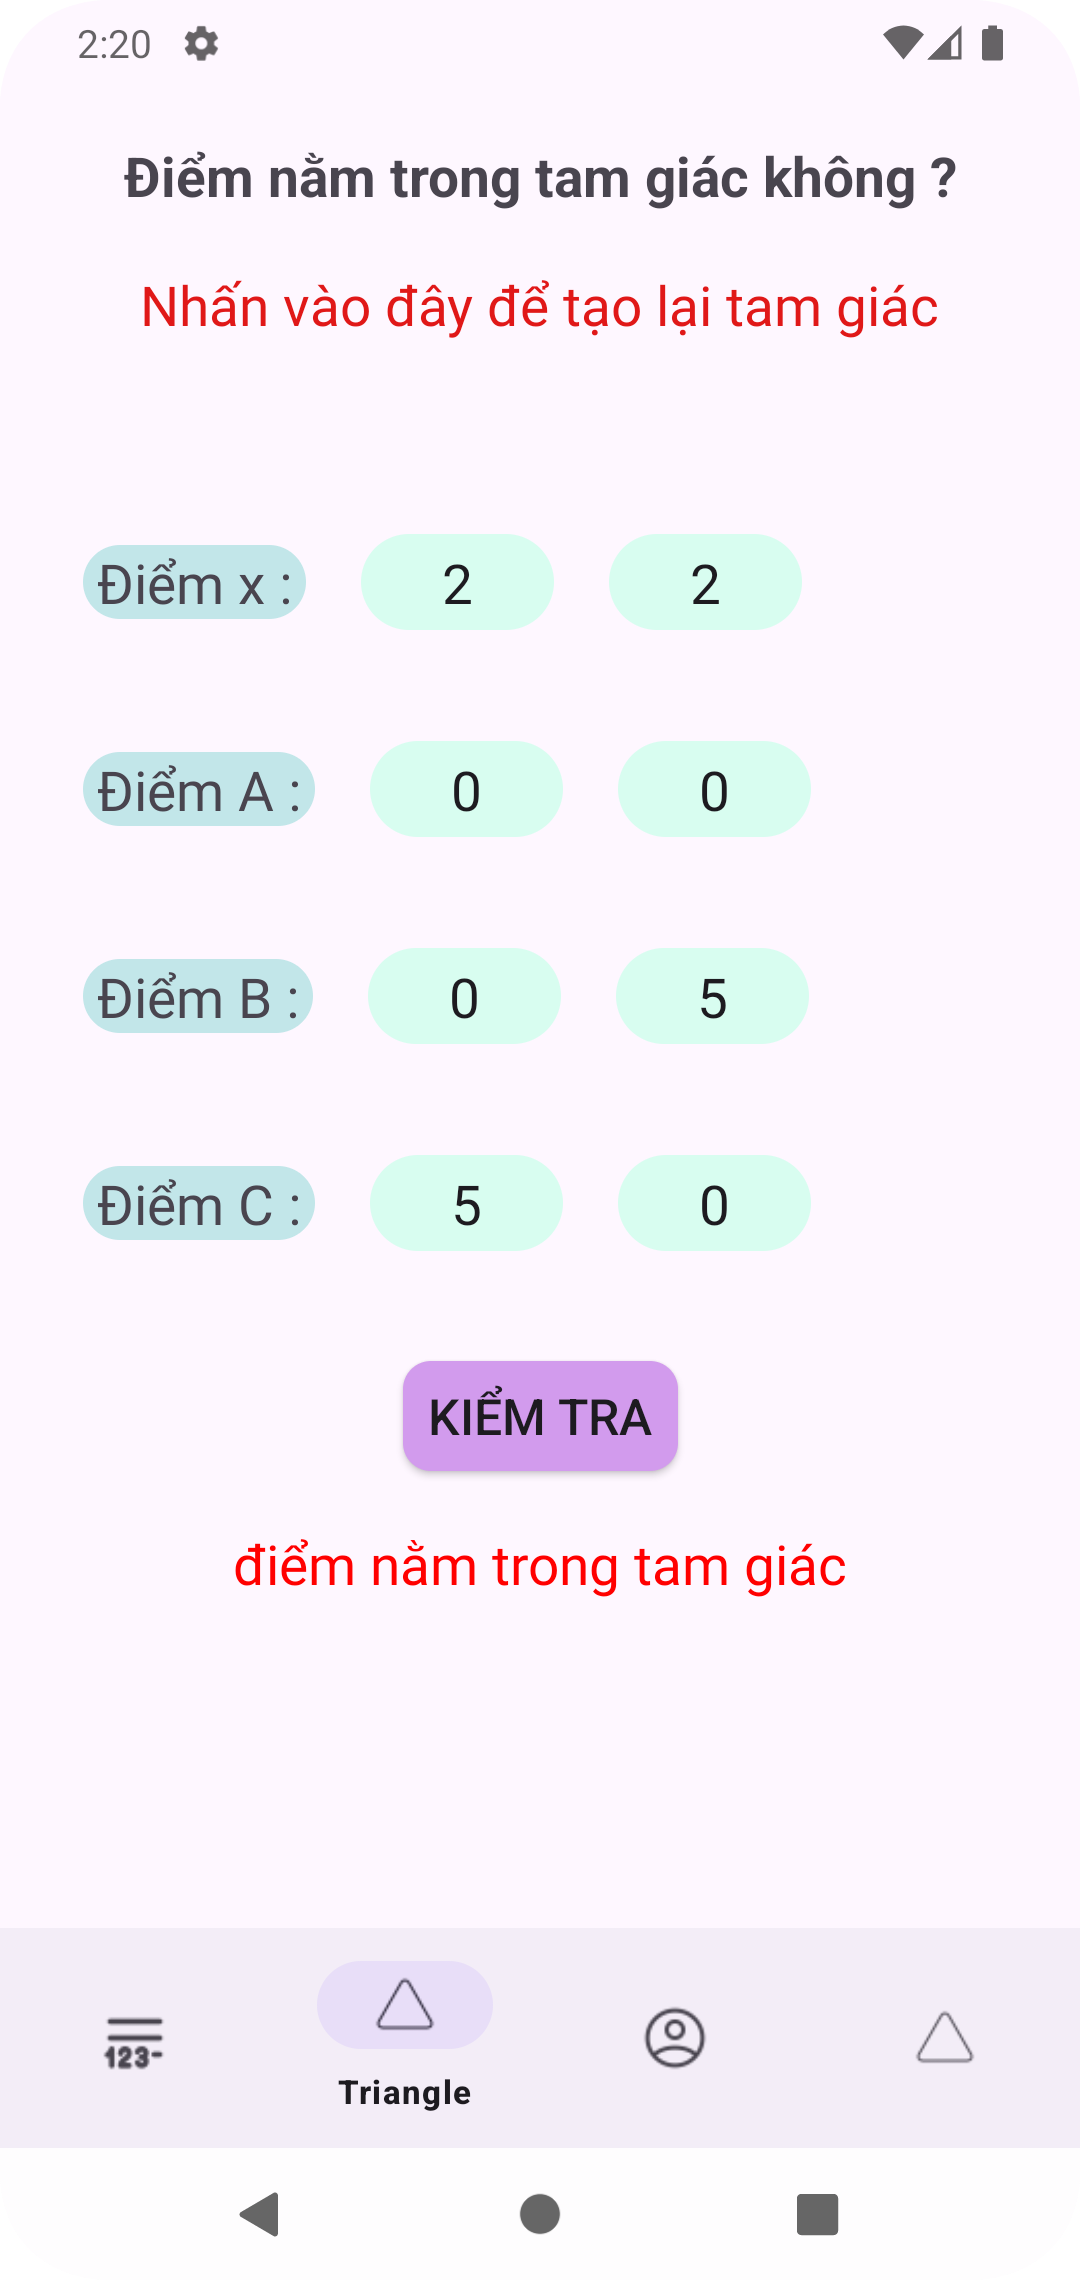 2:20
Điểm nằm trong tam giác không ?
Nhấn vào đây để tạo lại tam giác
Điểm x : 2 2
Điểm A : 0 0
Điểm B : 0 5
Điểm C : 5 0
KIỂM TRA
điểm nằm trong tam giác
123-
Triangle